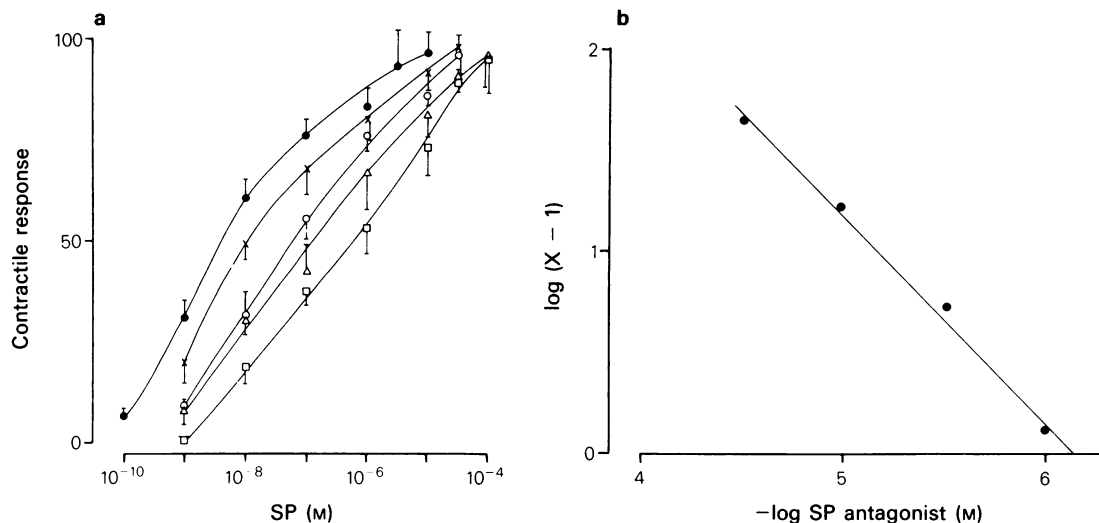 a
100
50
0
Contractile response
10⁻¹⁰
10⁻⁸
10⁻⁶
10⁻⁴
SP (M)
b
2
1
0
log (X − 1)
4
5
6
−log SP antagonist (M)